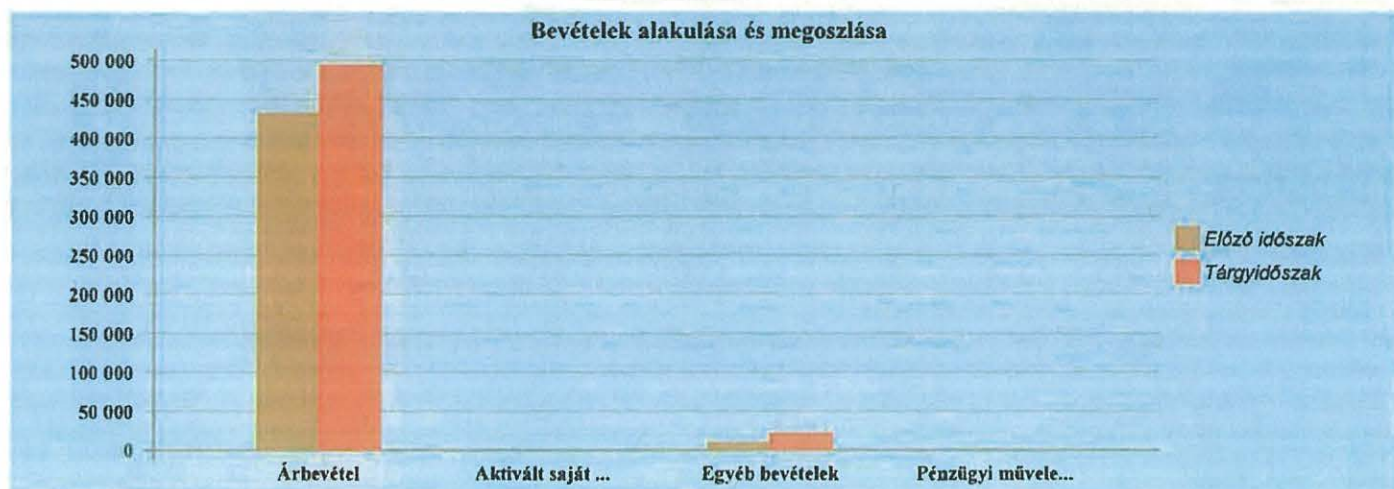 Bevételek alakulása és megoszlása
500 000
450 000
400 000
350 000
300 000
250 000
200 000
150 000
100 000
50 000
0
Előző időszak
Tárgyidőszak
Árbevétel
Aktivált saját ...
Egyéb bevételek
Pénzügyi művele...